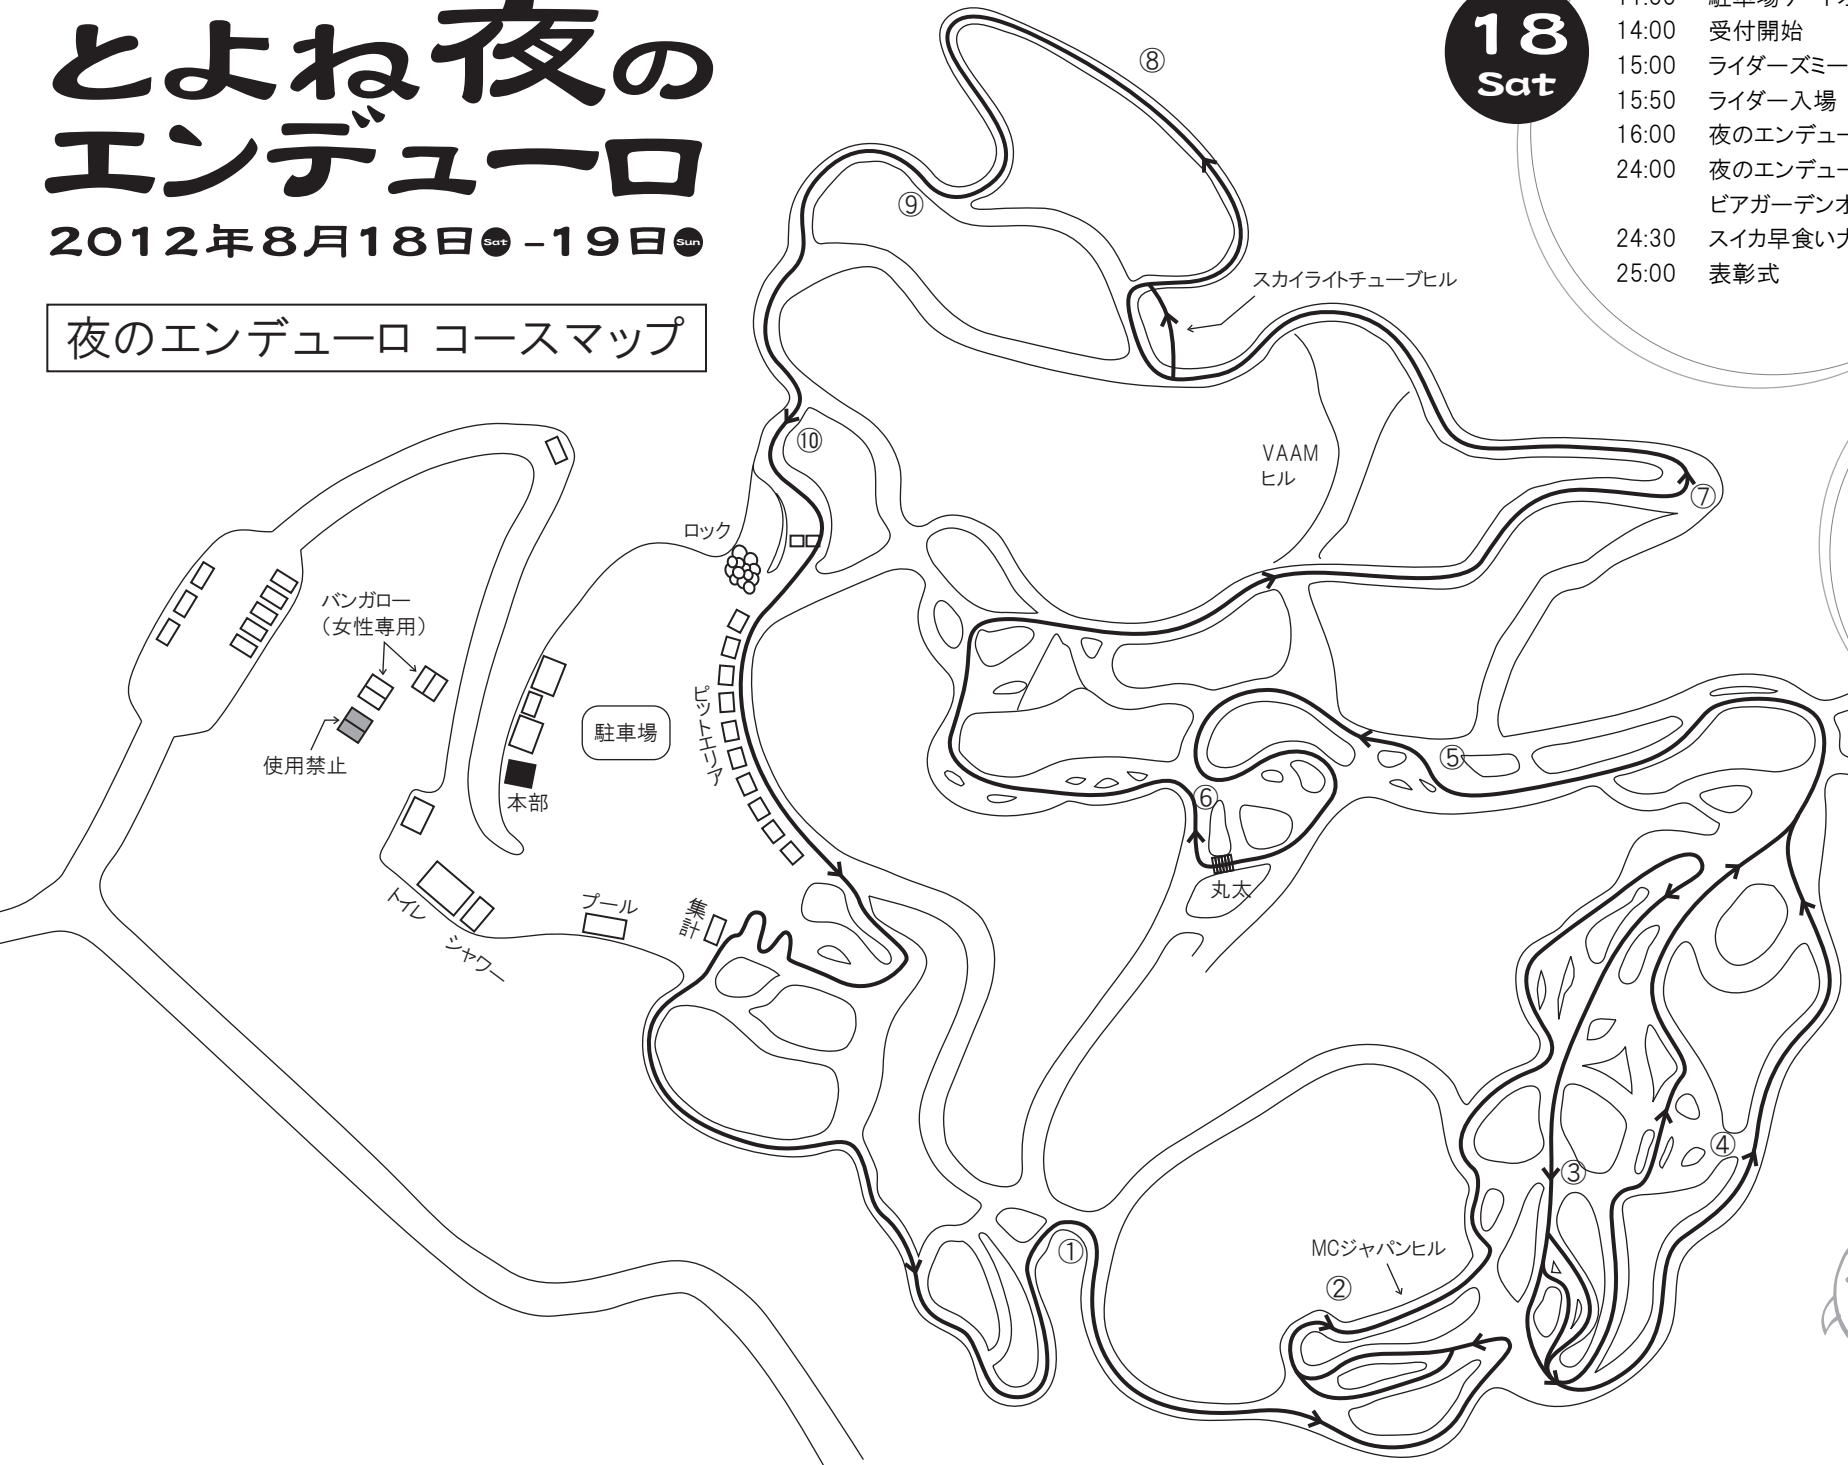 とよね夜の
エンデューロ
2012年8月18日Sat-19日Sun
夜のエンデューロ コースマップ
18
Sat
14:00 受付開始
15:00 ライダーズミー
15:50 ライダー入場
16:00 夜のエンデュー
24:00 夜のエンデュー
ビアガーデンオ
24:30 スイカ早食い大
25:00 表彰式
⑧
⑨
スカイライトチューブヒル
⑩
VAAM
ヒル
⑦
ロック
バンガロー
（女性専用）
ピットエリア
駐車場
使用禁止
本部
⑤
⑥
丸太
トイレ
シャワー
プール
集計
④
③
①
MCジャパンヒル
②